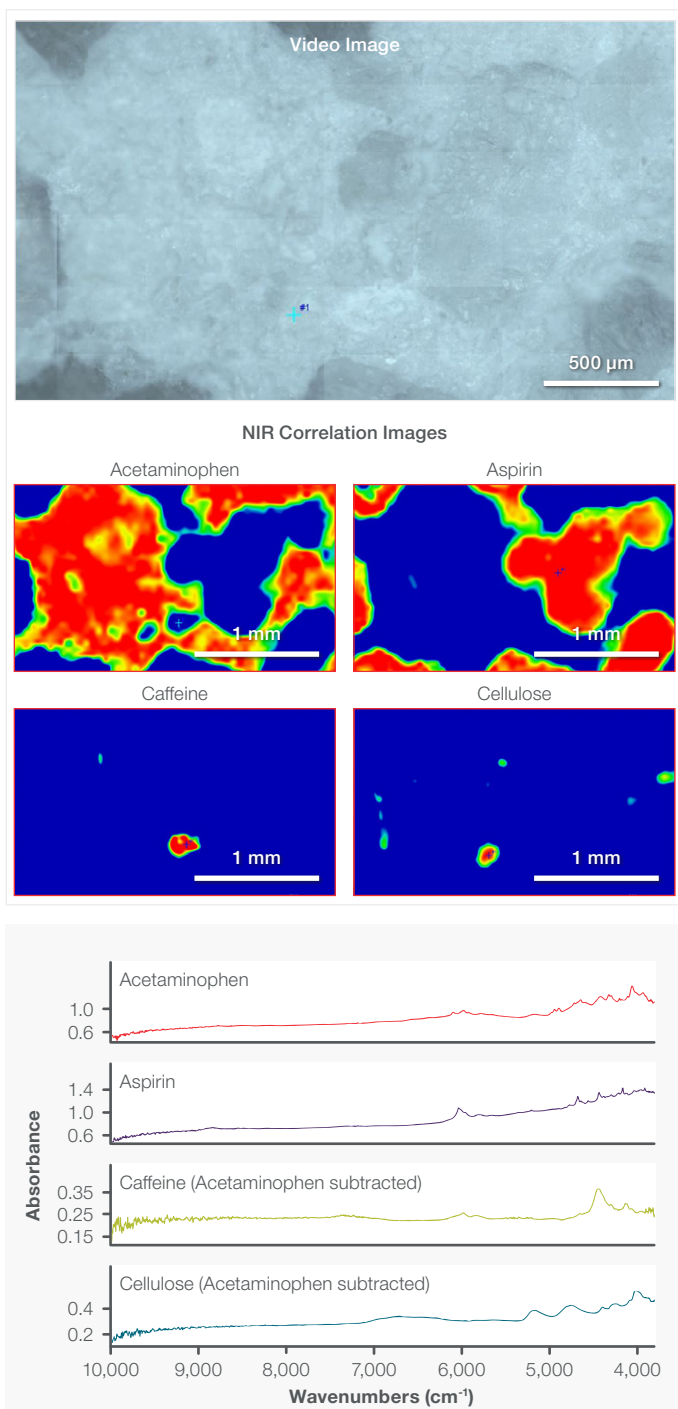 Video Image
#1
500 µm
NIR Correlation Images
Acetaminophen
Aspirin
1 mm
1 mm
Caffeine
Cellulose
1 mm
1 mm
Absorbance
Acetaminophen
1.0
0.6
Aspirin
1.4
1.0
0.6
Caffeine (Acetaminophen subtracted)
0.35
0.25
0.15
Cellulose (Acetaminophen subtracted)
0.4
0.2
10,000 9,000 8,000 7,000 6,000 5,000 4,000
Wavenumbers (cm⁻¹)